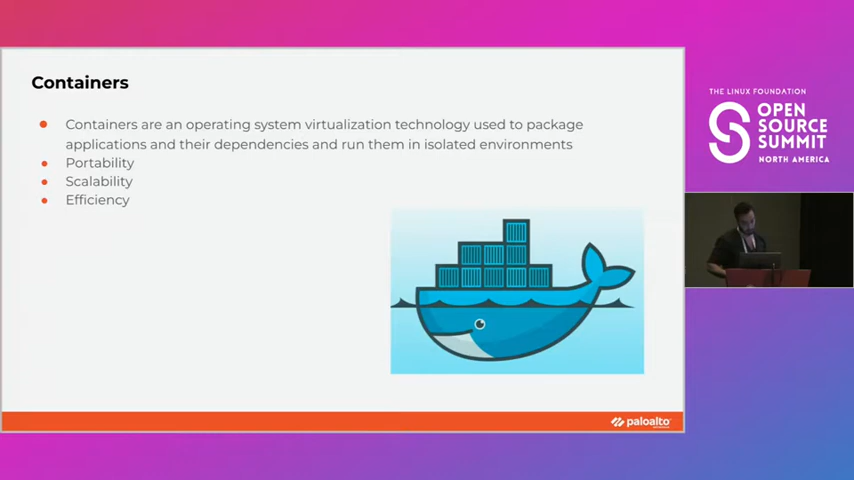 Containers
Containers are an operating system virtualization technology used to package
applications and their dependencies and run them in isolated environments
Portability
Scalability
Efficiency
paloalto
THE LINUX FOUNDATION
OPEN
SOURCE
SUMMIT
NORTH AMERICA